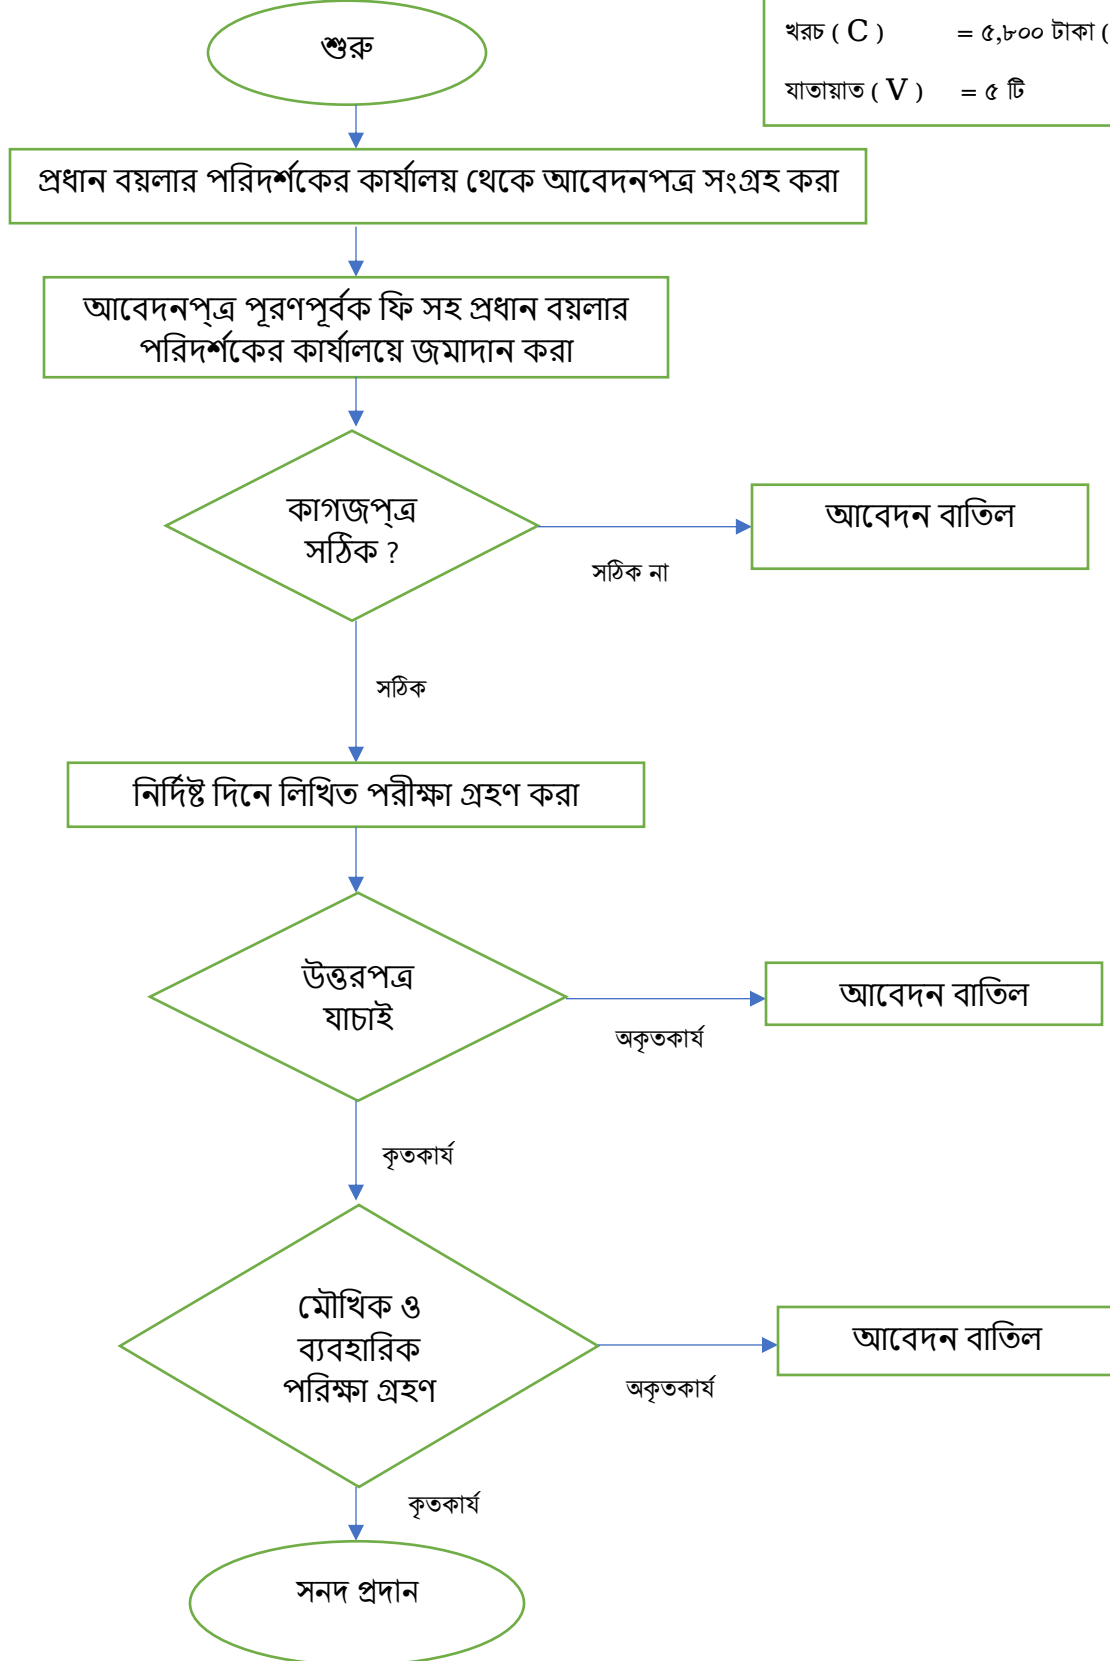 শুরু
খরচ ( C ) = ৫,৮০০ টাকা (
যাতায়াত ( V ) = ৫ টি
প্রধান বয়লার পরিদর্শকের কার্যালয় থেকে আবেদনপত্র সংগ্রহ করা
আবেদনপত্র পূরণপূর্বক ফি সহ প্রধান বয়লার
পরিদর্শকের কার্যালয়ে জমাদান করা
কাগজপত্র
সঠিক ?
আবেদন বাতিল
সঠিক না
সঠিক
নির্দিষ্ট দিনে লিখিত পরীক্ষা গ্রহণ করা
উত্তরপত্র
যাচাই
আবেদন বাতিল
অকৃতকার্য
কৃতকার্য
মৌখিক ও
ব্যবহারিক
পরিক্ষা গ্রহণ
আবেদন বাতিল
অকৃতকার্য
কৃতকার্য
সনদ প্রদান